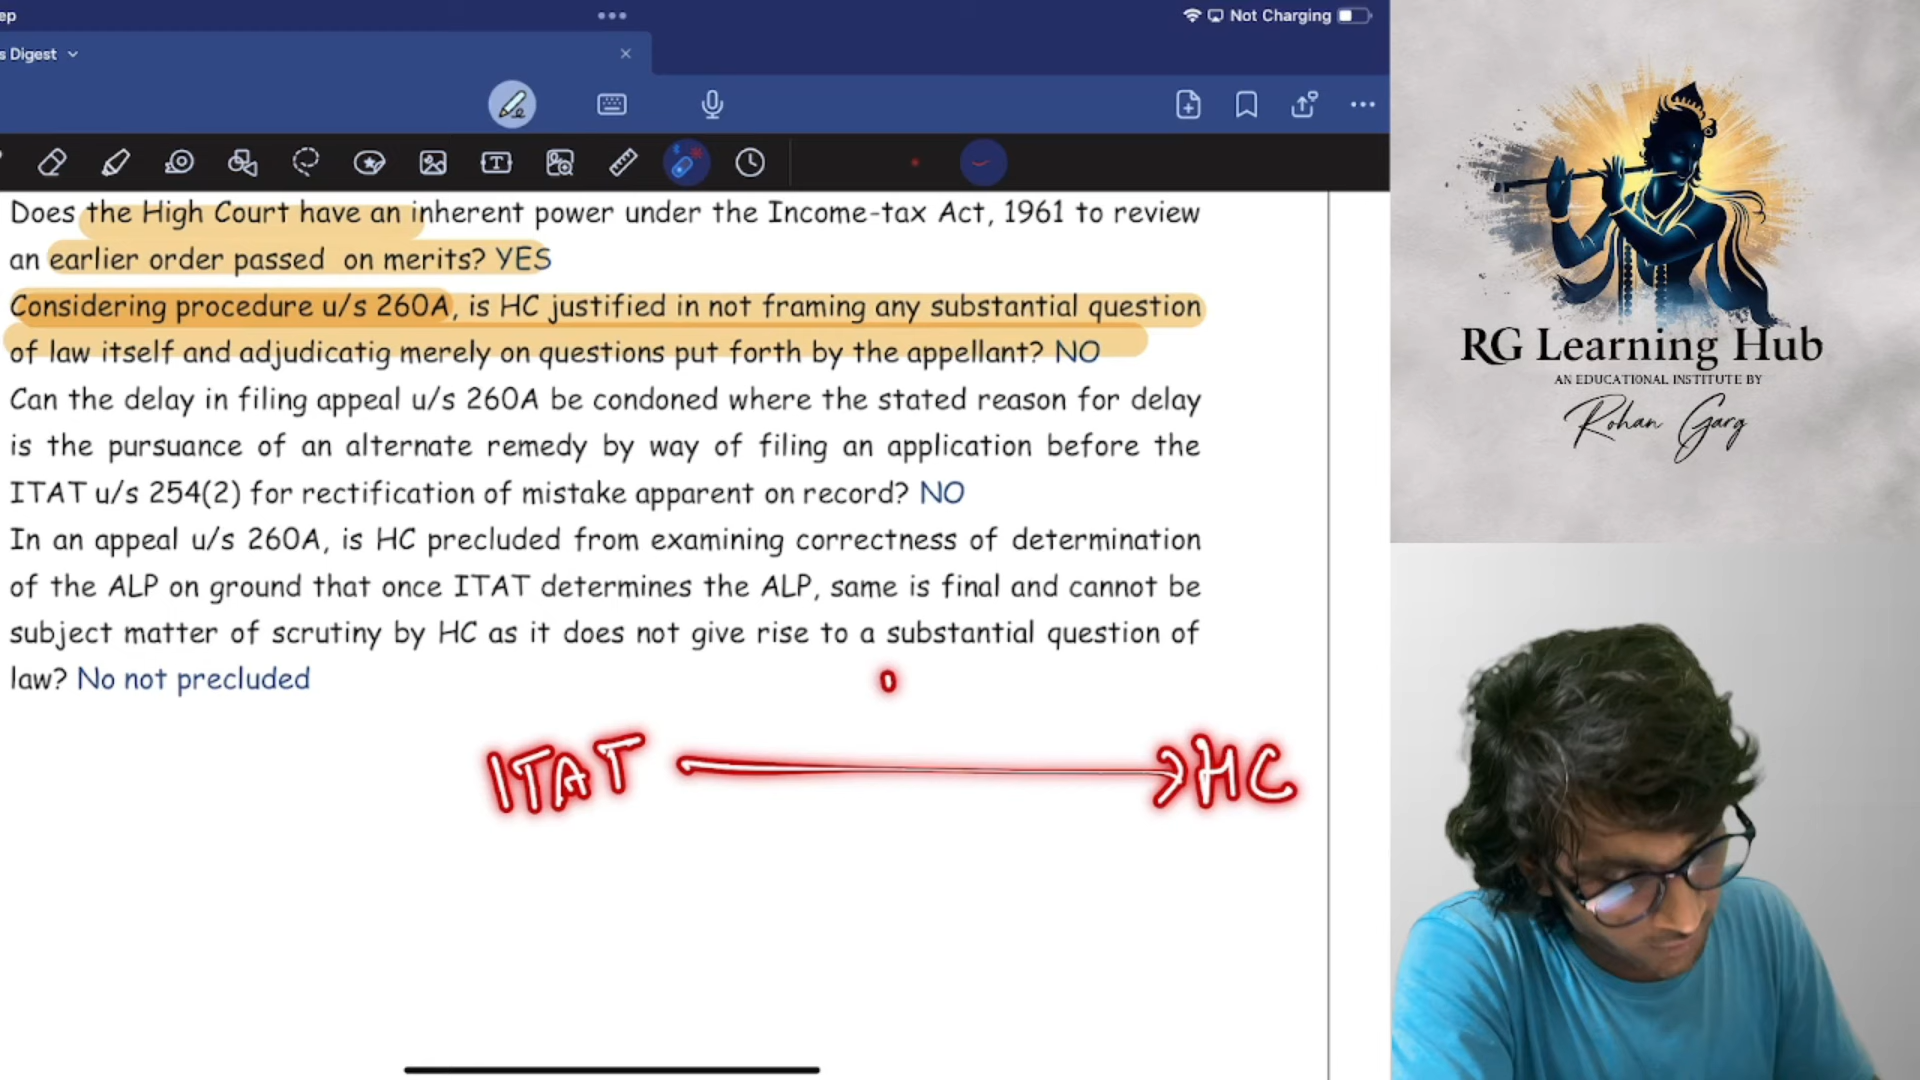 ep
Not Charging
s Digest
Does the High Court have an inherent power under the Income-tax Act, 1961 to review
an earlier order passed on merits? YES
Considering procedure u/s 260A, is HC justified in not framing any substantial question
of law itself and adjudicatig merely on questions put forth by the appellant? NO
Can the delay in filing appeal u/s 260A be condoned where the stated reason for delay
is the pursuance of an alternate remedy by way of filing an application before the
ITAT u/s 254(2) for rectification of mistake apparent on record? NO
In an appeal u/s 260A, is HC precluded from examining correctness of determination
of the ALP on ground that once ITAT determines the ALP, same is final and cannot be
subject matter of scrutiny by HC as it does not give rise to a substantial question of
law? No not precluded
ITAT HC
RG Learning Hub
AN EDUCATIONAL INSTITUTE BY
Rohan Garg